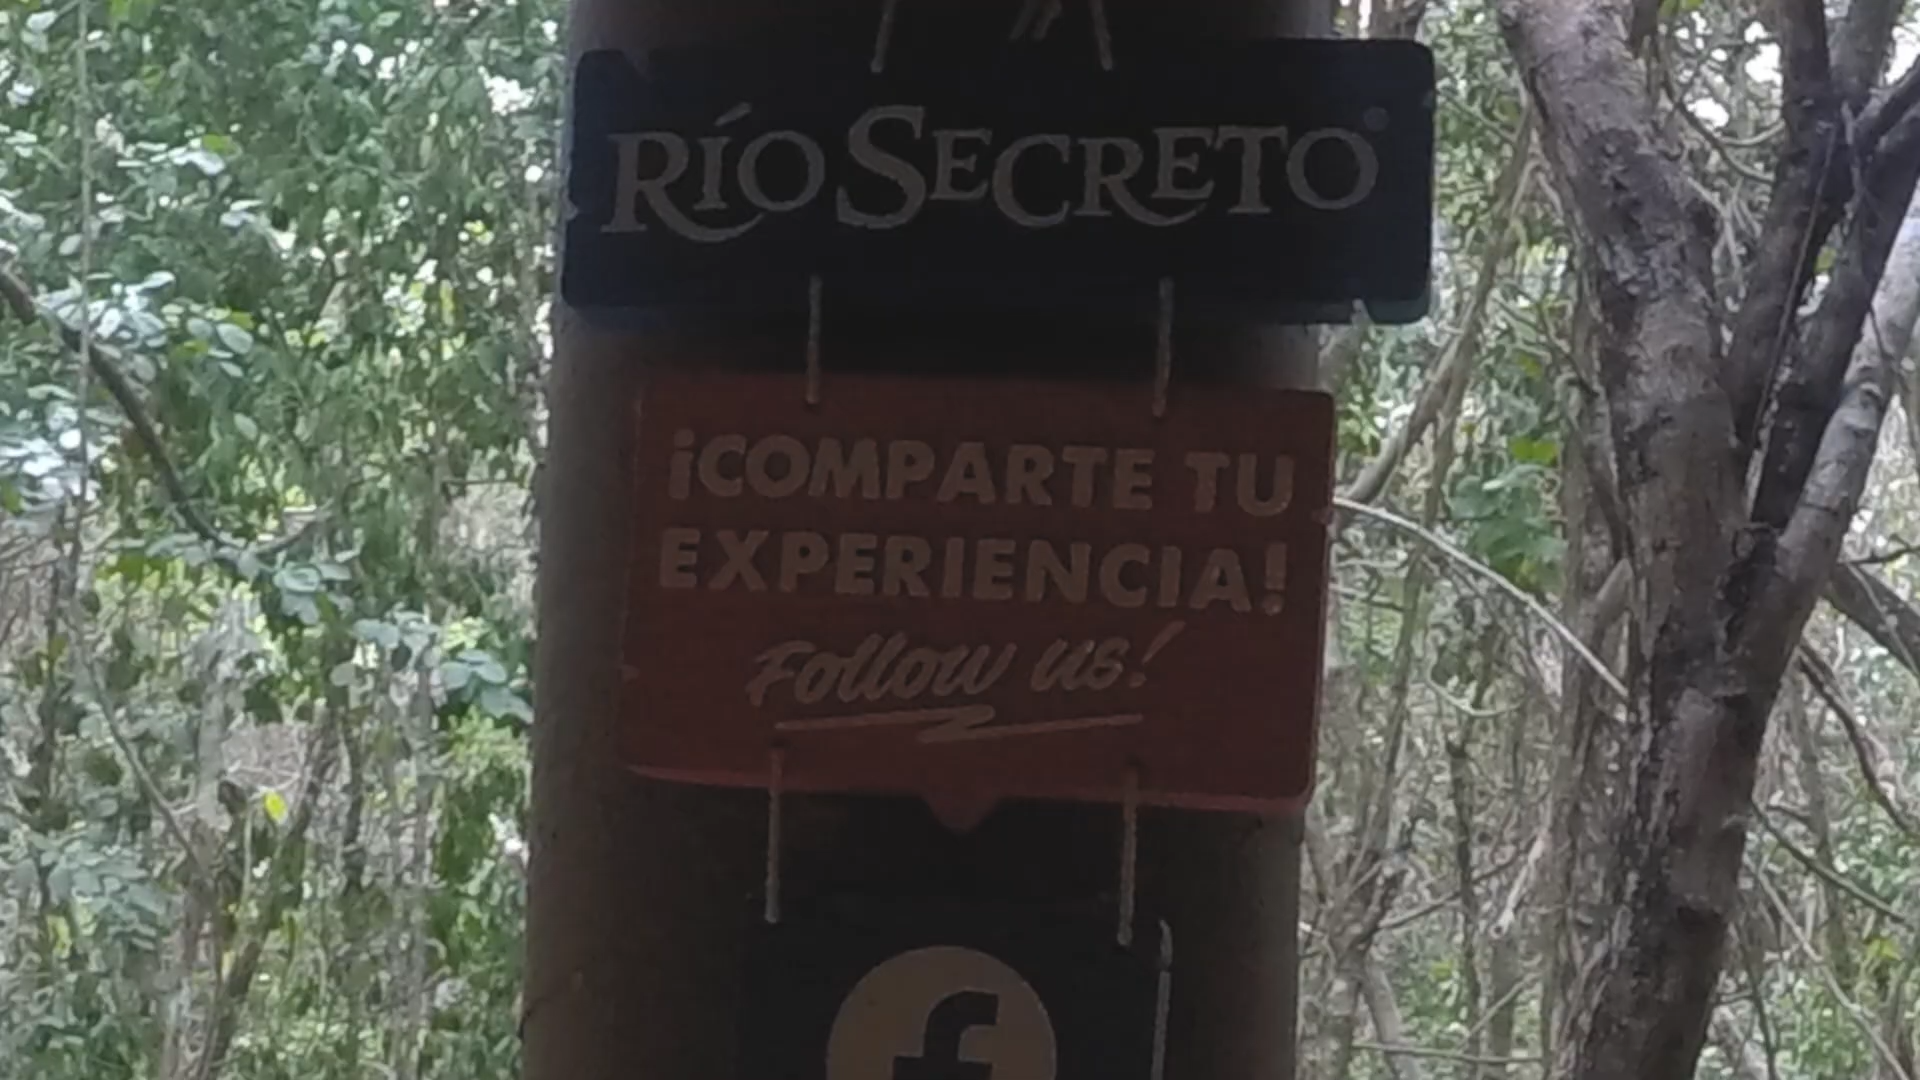 RÍO SECRETO
¡COMPARTE TU
EXPERIENCIA!
Follow us!
f